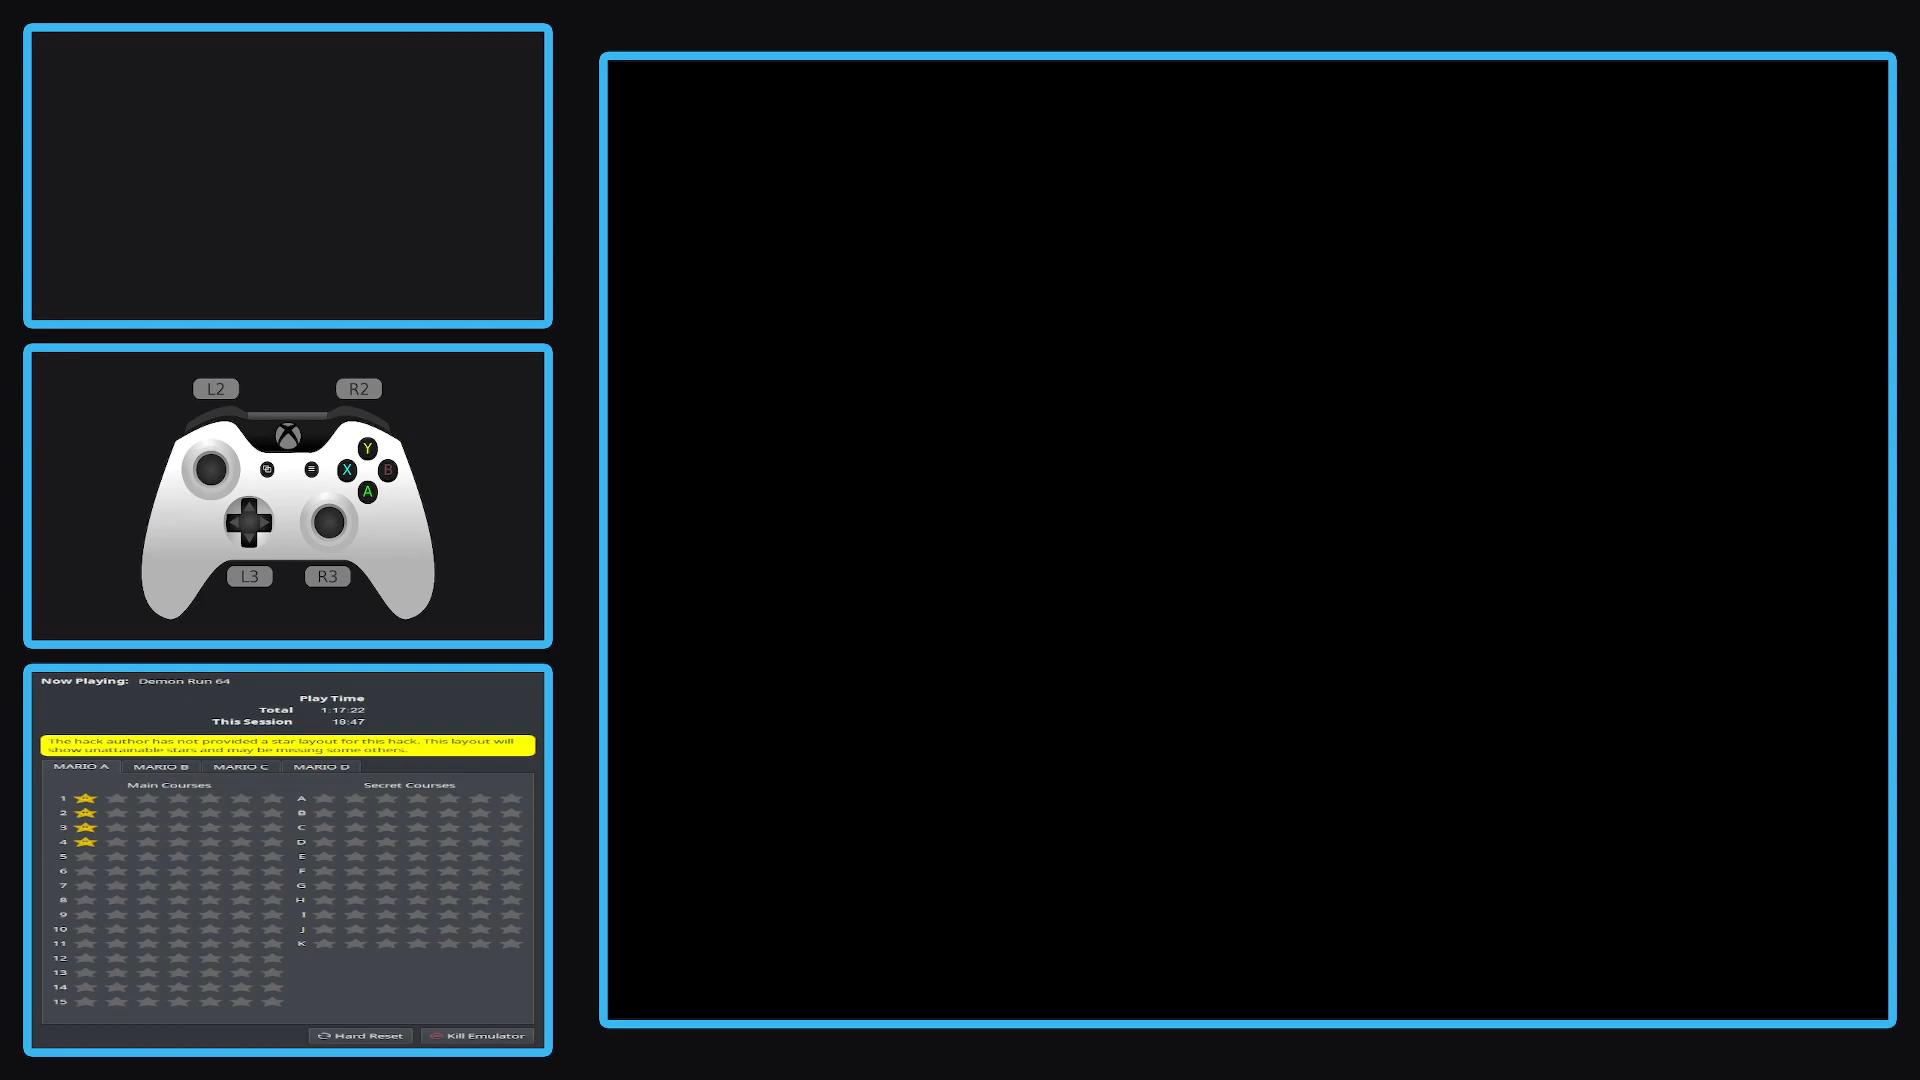 L2 R2
Y
X B
A
L3 R3
Now Playing: Demon Run 64
Play Time
Total 1:17:22
This Session 18:47
The hack author has not provided a star layout for this hack. This layout will
show unattainable stars and may be missing some others.
MARIO A MARIO B MARIO C MARIO D
Main Courses Secret Courses
1 A
2 B
3 C
4 D
5 E
6 F
7 G
8 H
9 I
10 J
11 K
12
13
14
15
Hard Reset Kill Emulator